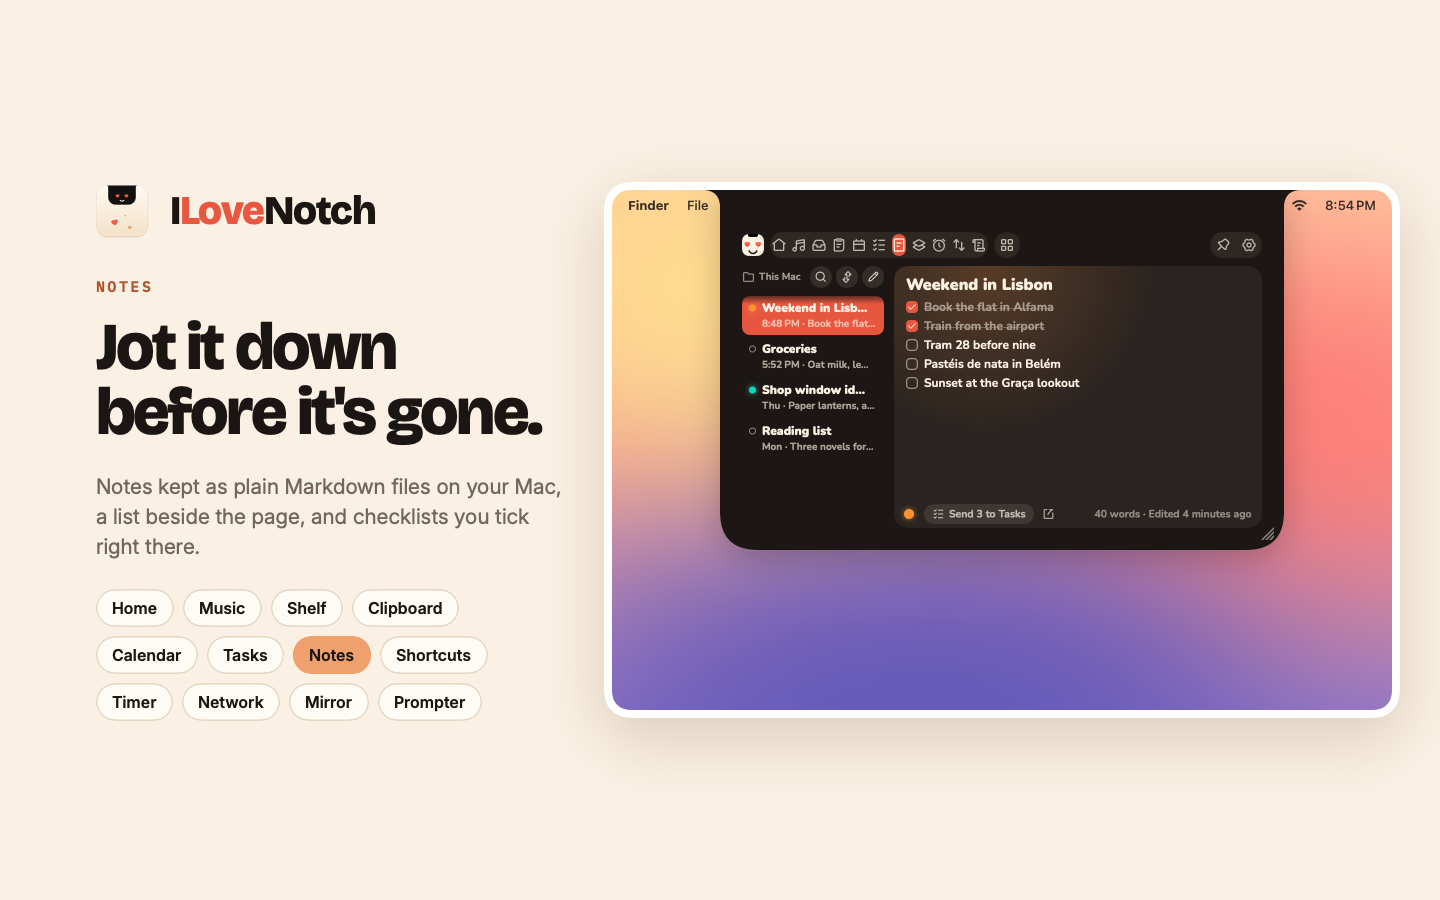 ILoveNotch
NOTES
Jot it down
before it's gone.
Notes kept as plain Markdown files on your Mac,
a list beside the page, and checklists you tick
right there.
Home Music Shelf Clipboard
Calendar Tasks Notes Shortcuts
Timer Network Mirror Prompter
Finder File 8:54 PM
This Mac
Weekend in Lisb...
8:48 PM · Book the flat...
Groceries
5:52 PM · Oat milk, le...
Shop window id...
Thu · Paper lanterns, a...
Reading list
Mon · Three novels for...
Weekend in Lisbon
Book the flat in Alfama
Train from the airport
Tram 28 before nine
Pastéis de nata in Belém
Sunset at the Graça lookout
Send 3 to Tasks 40 words · Edited 4 minutes ago